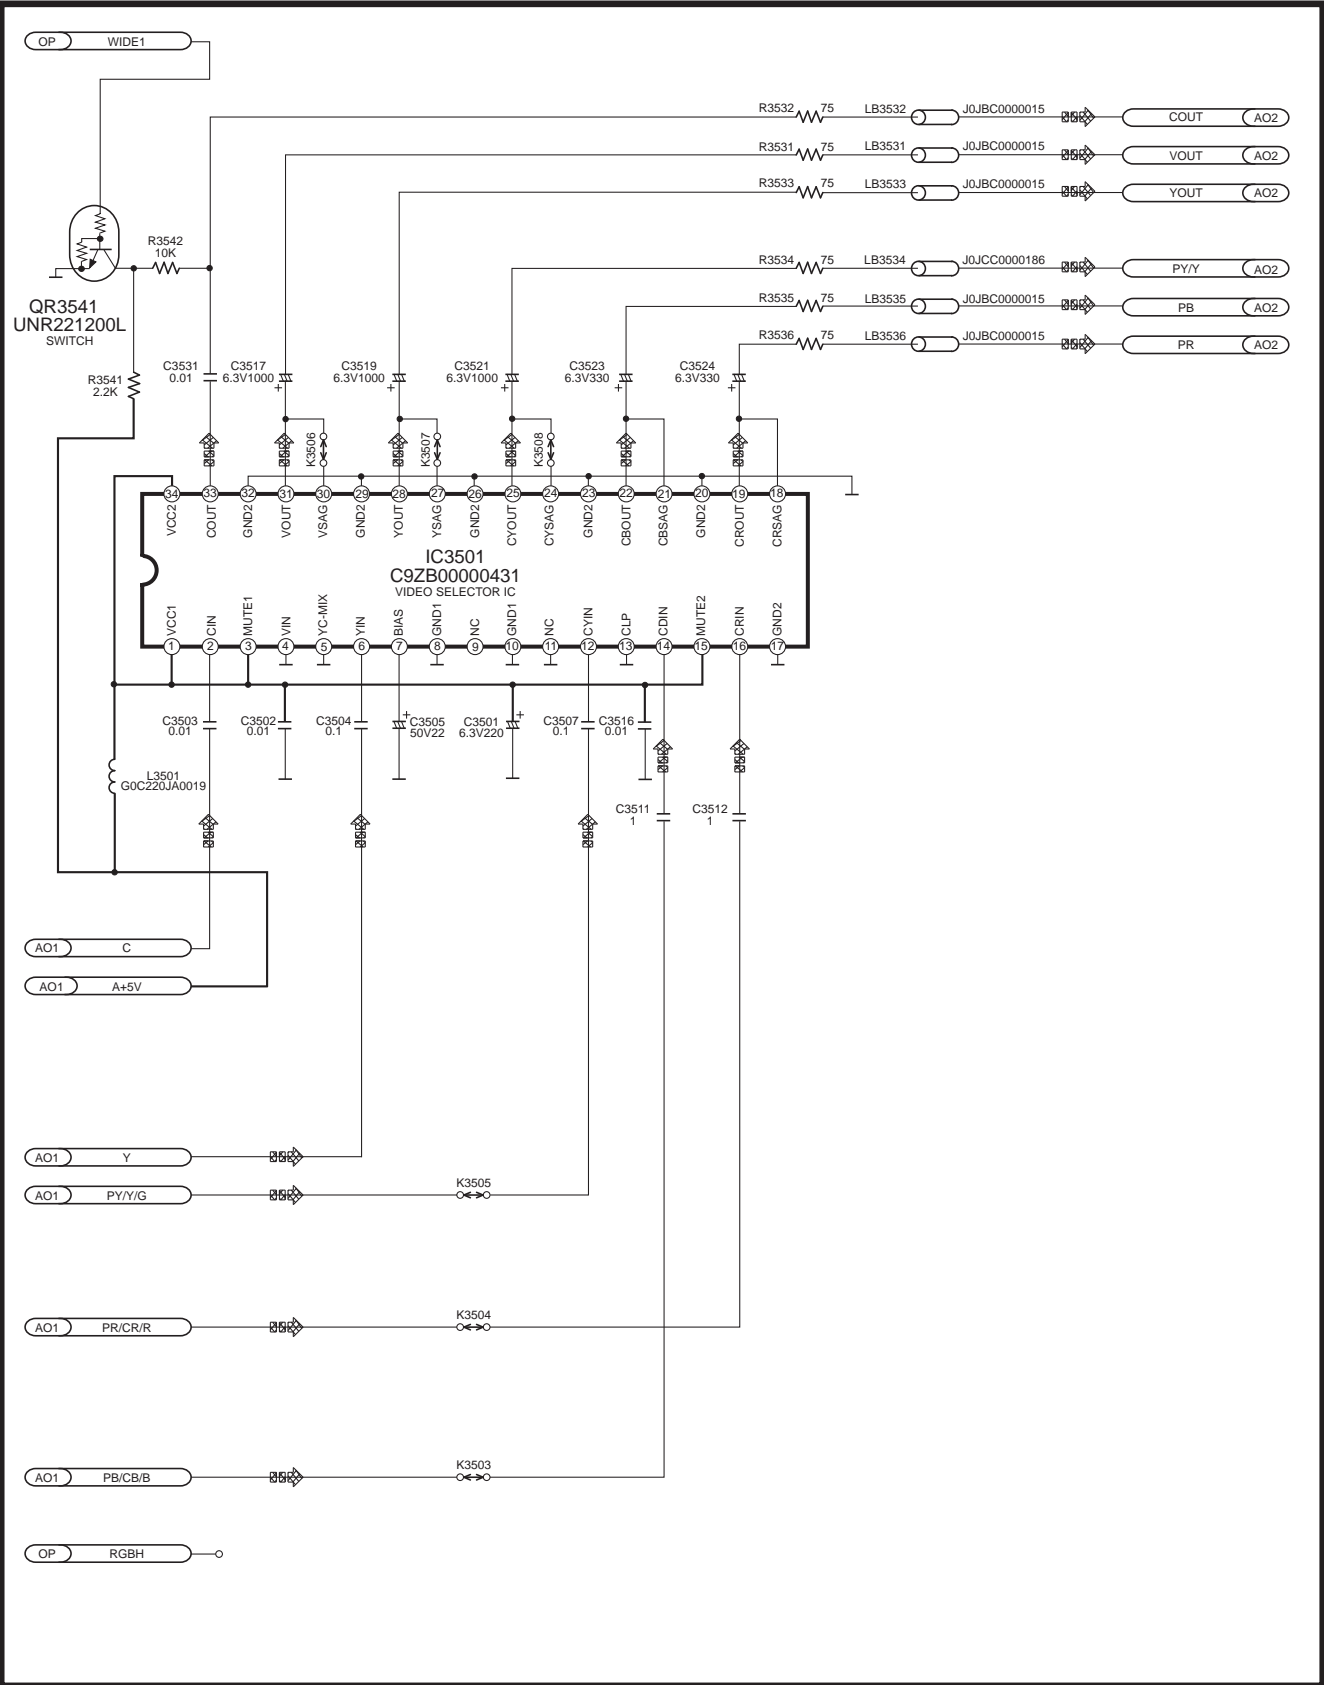 OP WIDE1
R3532 75 LB3532 J0JBC0000015 COUT AO2
R3531 75 LB3531 J0JBC0000015 VOUT AO2
R3533 75 LB3533 J0JBC0000015 YOUT AO2
R3542
10K
R3534 75 LB3534 J0JCC0000186 PY/Y AO2
R3535 75 LB3535 J0JBC0000015 PB AO2
R3536 75 LB3536 J0JBC0000015 PR AO2
QR3541
UNR221200L
SWITCH
R3541
2.2K
C3531
0.01
C3517
6.3V1000
+
C3519
6.3V1000
+
C3521
6.3V1000
+
C3523
6.3V330
+
C3524
6.3V330
+
K3506
K3507
K3508
34 33 32 31 30 29 28 27 26 25 24 23 22 21 20 19 18
VCC2
COUT
GND2
VOUT
VSAG
GND2
YOUT
YSAG
GND2
CYOUT
CYSAG
GND2
CBOUT
CBSAG
GND2
CROUT
CRSAG
IC3501
C9ZB00000431
VIDEO SELECTOR IC
VCC1
CIN
MUTE1
VIN
YC-MIX
YIN
BIAS
GND1
NC
GND1
NC
CYIN
CLP
CDIN
MUTE2
CRIN
GND2
1 2 3 4 5 6 7 8 9 10 11 12 13 14 15 16 17
C3503
0.01
C3502
0.01
C3504
0.1
+
C3505
50V22
C3501
6.3V220
+
C3507
0.1
C3516
0.01
L3501
G0C220JA0019
C3511
1
C3512
1
AO1 C
AO1 A+5V
AO1 Y
AO1 PY/Y/G K3505
AO1 PR/CR/R K3504
AO1 PB/CB/B K3503
OP RGBH